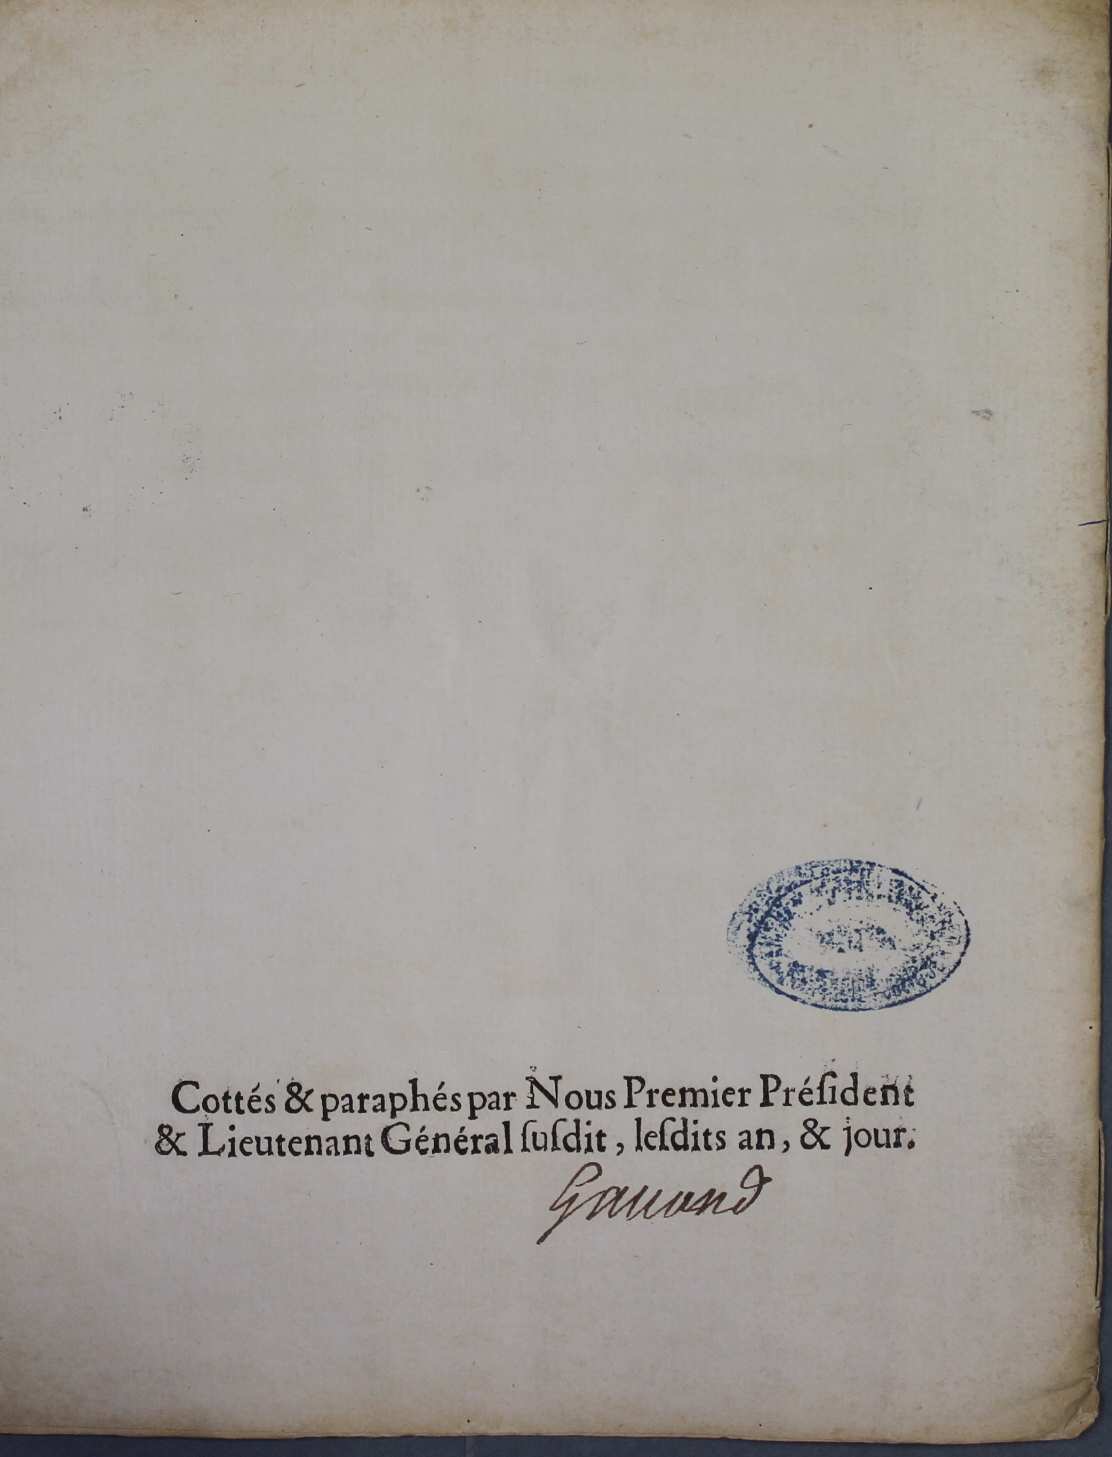 Cottés & paraphés par Nous Premier Préſident
& Lieutenant Général ſuſdit, leſdits an, & jour.